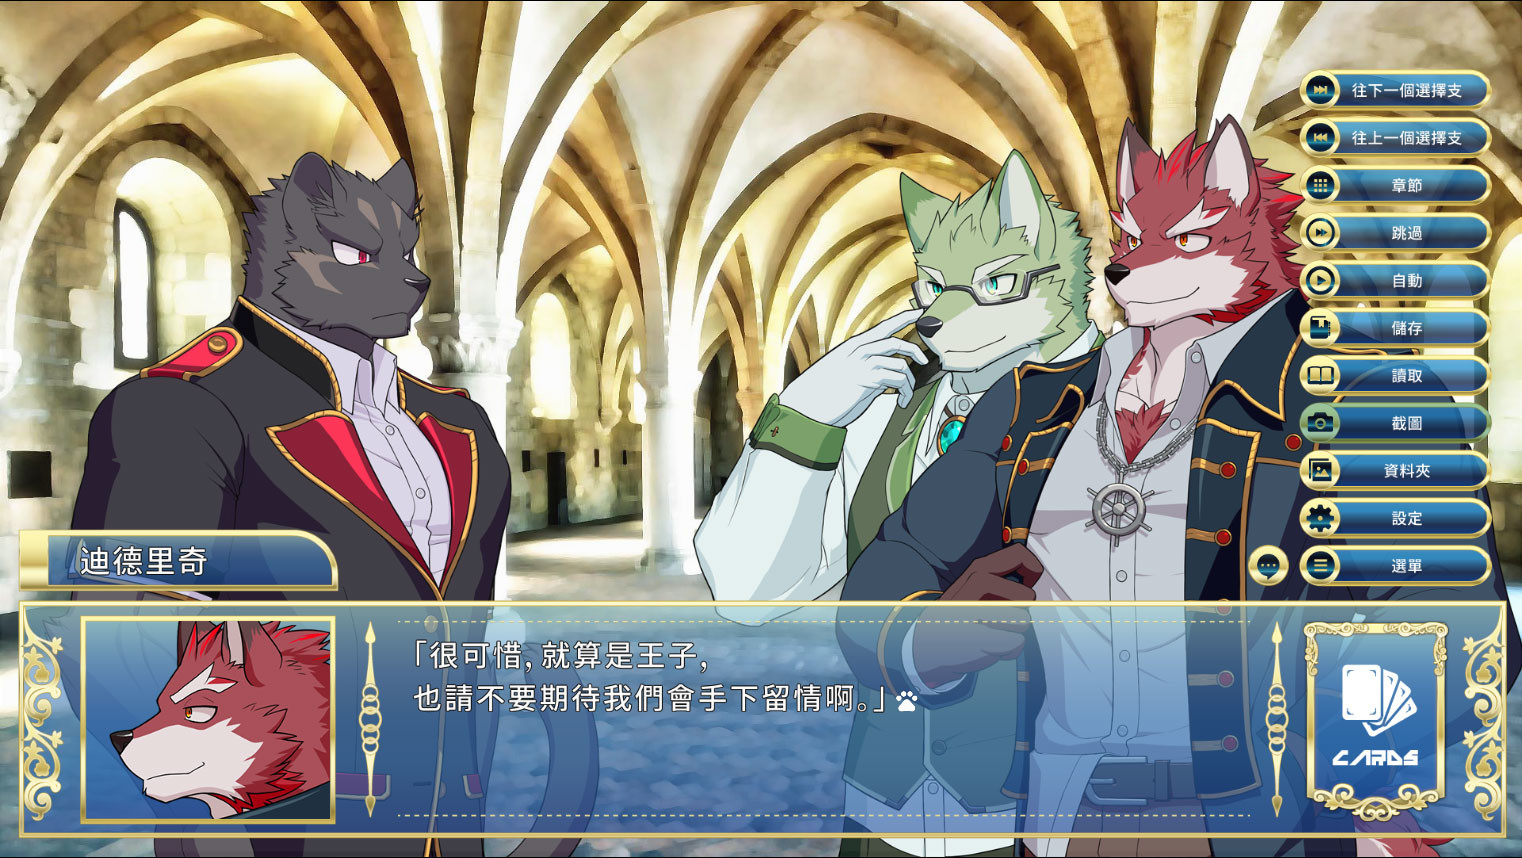 往下一個選擇支
往上一個選擇支
章節
跳過
自動
儲存
讀取
截圖
資料夾
設定
選單
迪德里奇
「很可惜,就算是王子,
也請不要期待我們會手下留情啊。」
CARDS